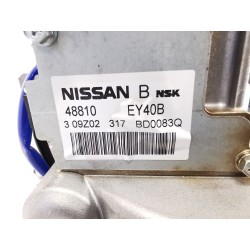 NISSAN B NSK
48810 EY40B
3 09Z02 317 BD0083Q